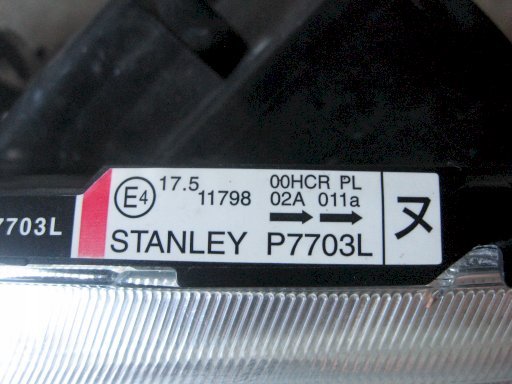 7703L
E4 17.5 11798 00HCR PL
02A 011a
STANLEY P7703L
ヌ